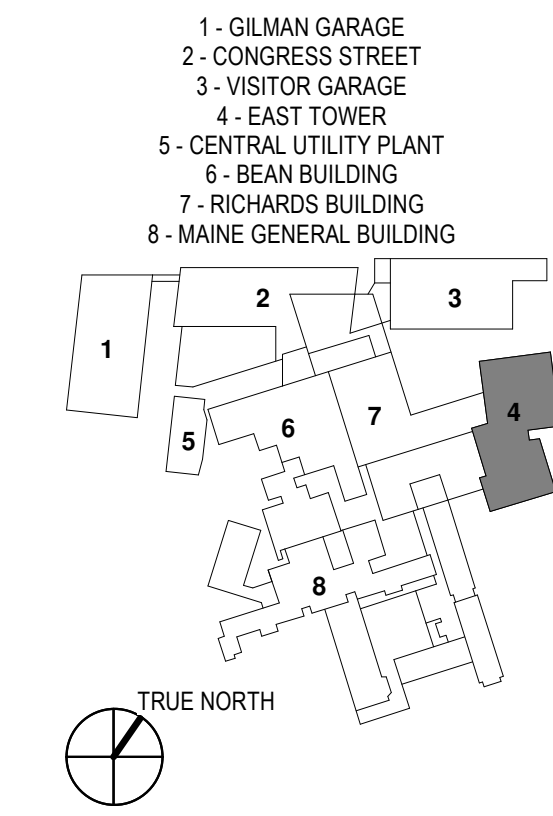 1 - GILMAN GARAGE
2 - CONGRESS STREET
3 - VISITOR GARAGE
4 - EAST TOWER
5 - CENTRAL UTILITY PLANT
6 - BEAN BUILDING
7 - RICHARDS BUILDING
8 - MAINE GENERAL BUILDING
2
3
1
4
7
6
5
8
TRUE NORTH